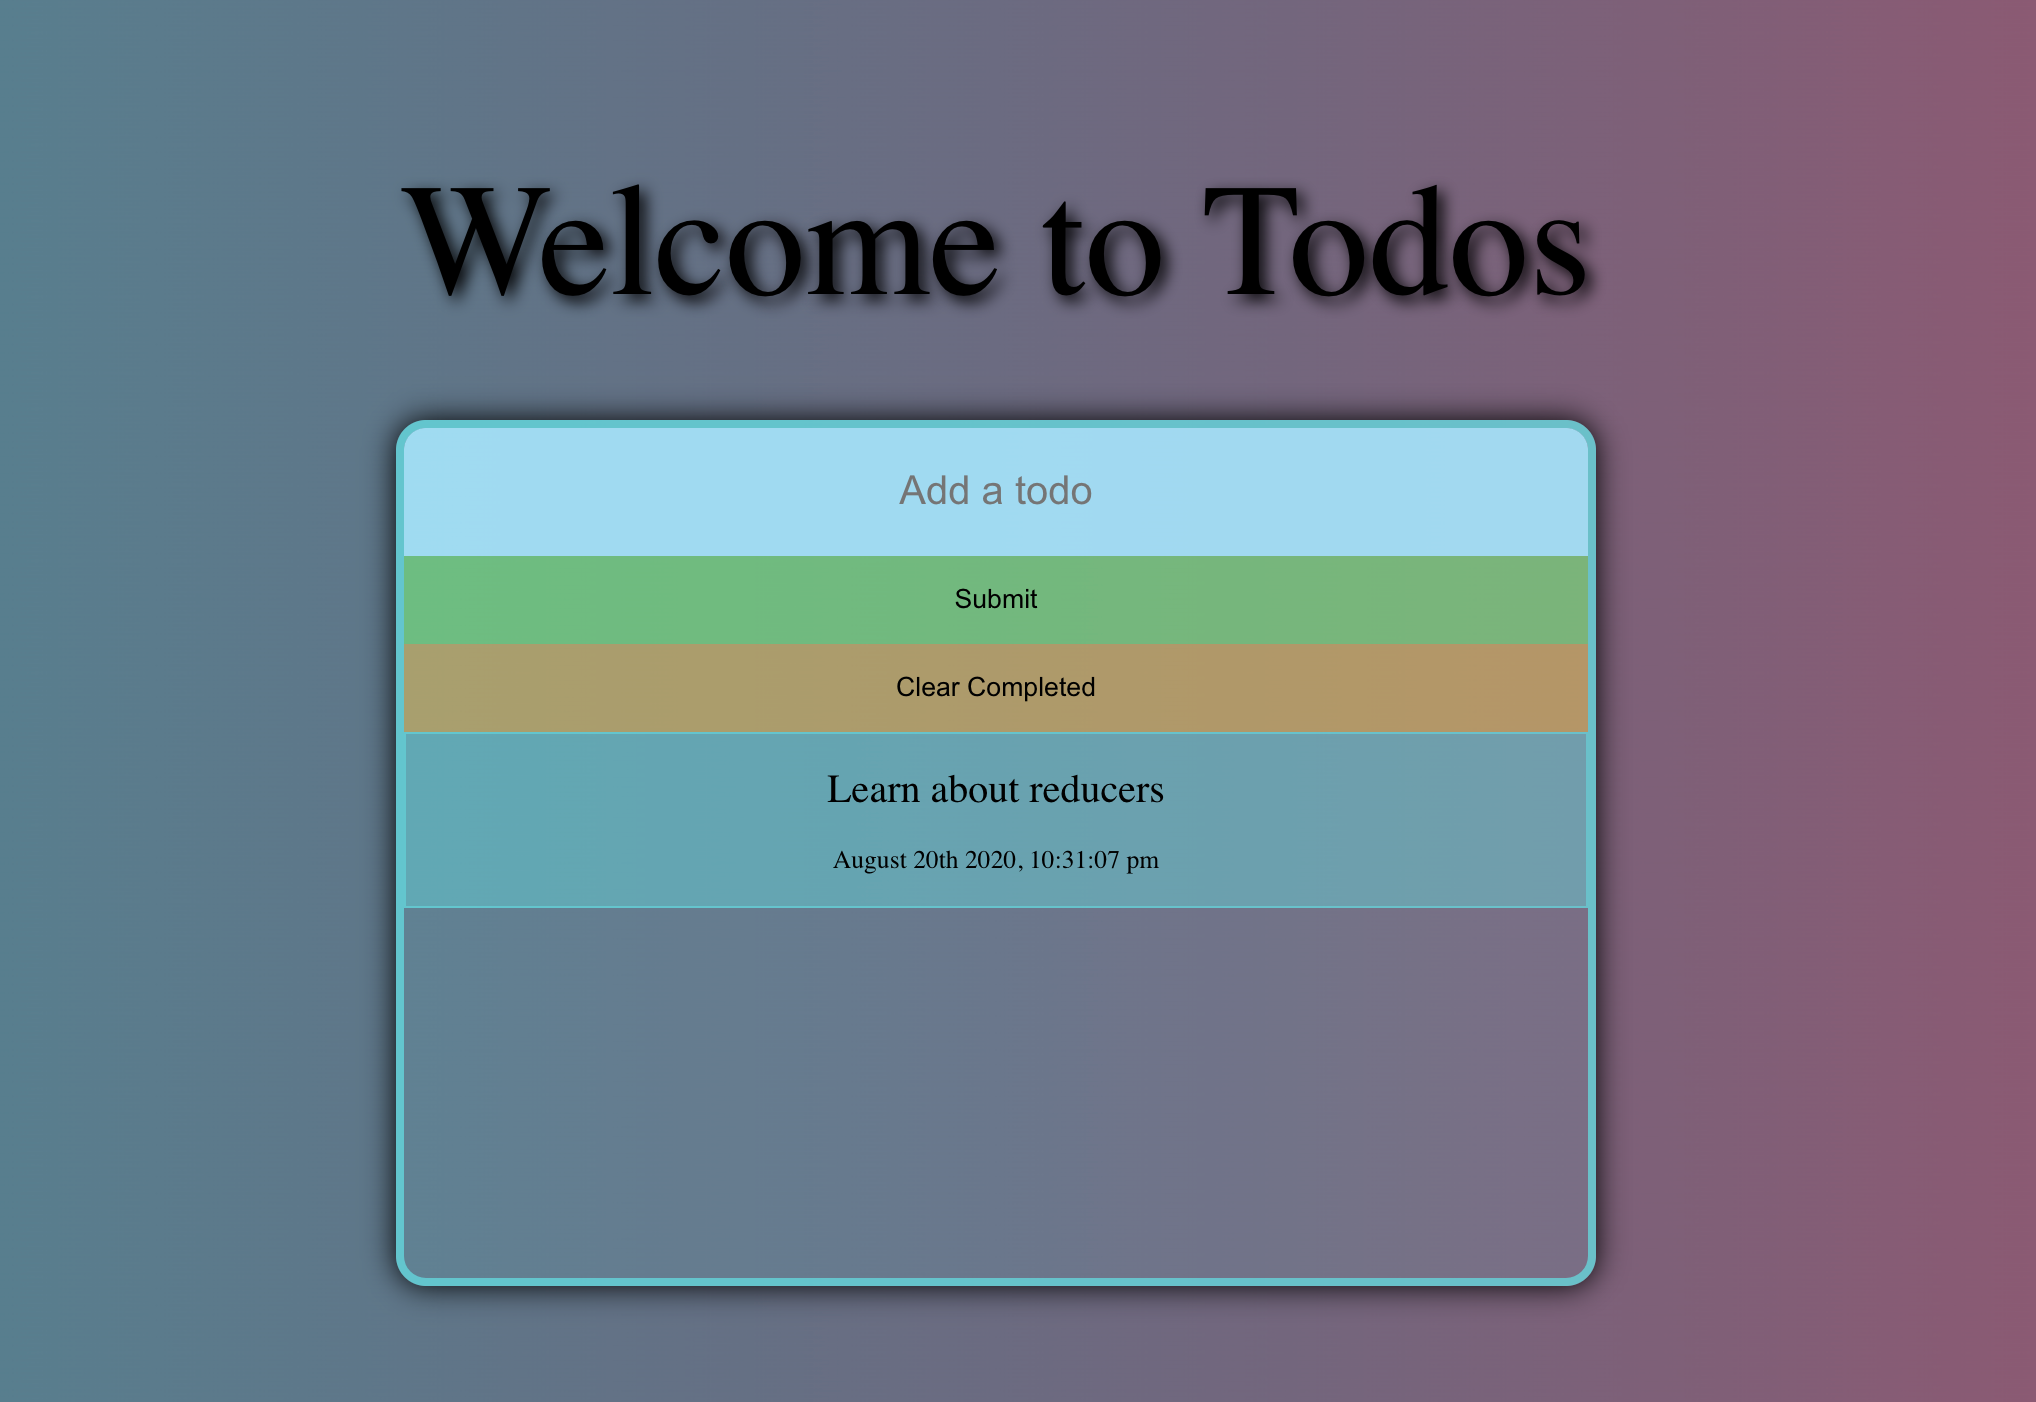 Welcome to Todos
Add a todo
Submit
Clear Completed
Learn about reducers
August 20th 2020, 10:31:07 pm